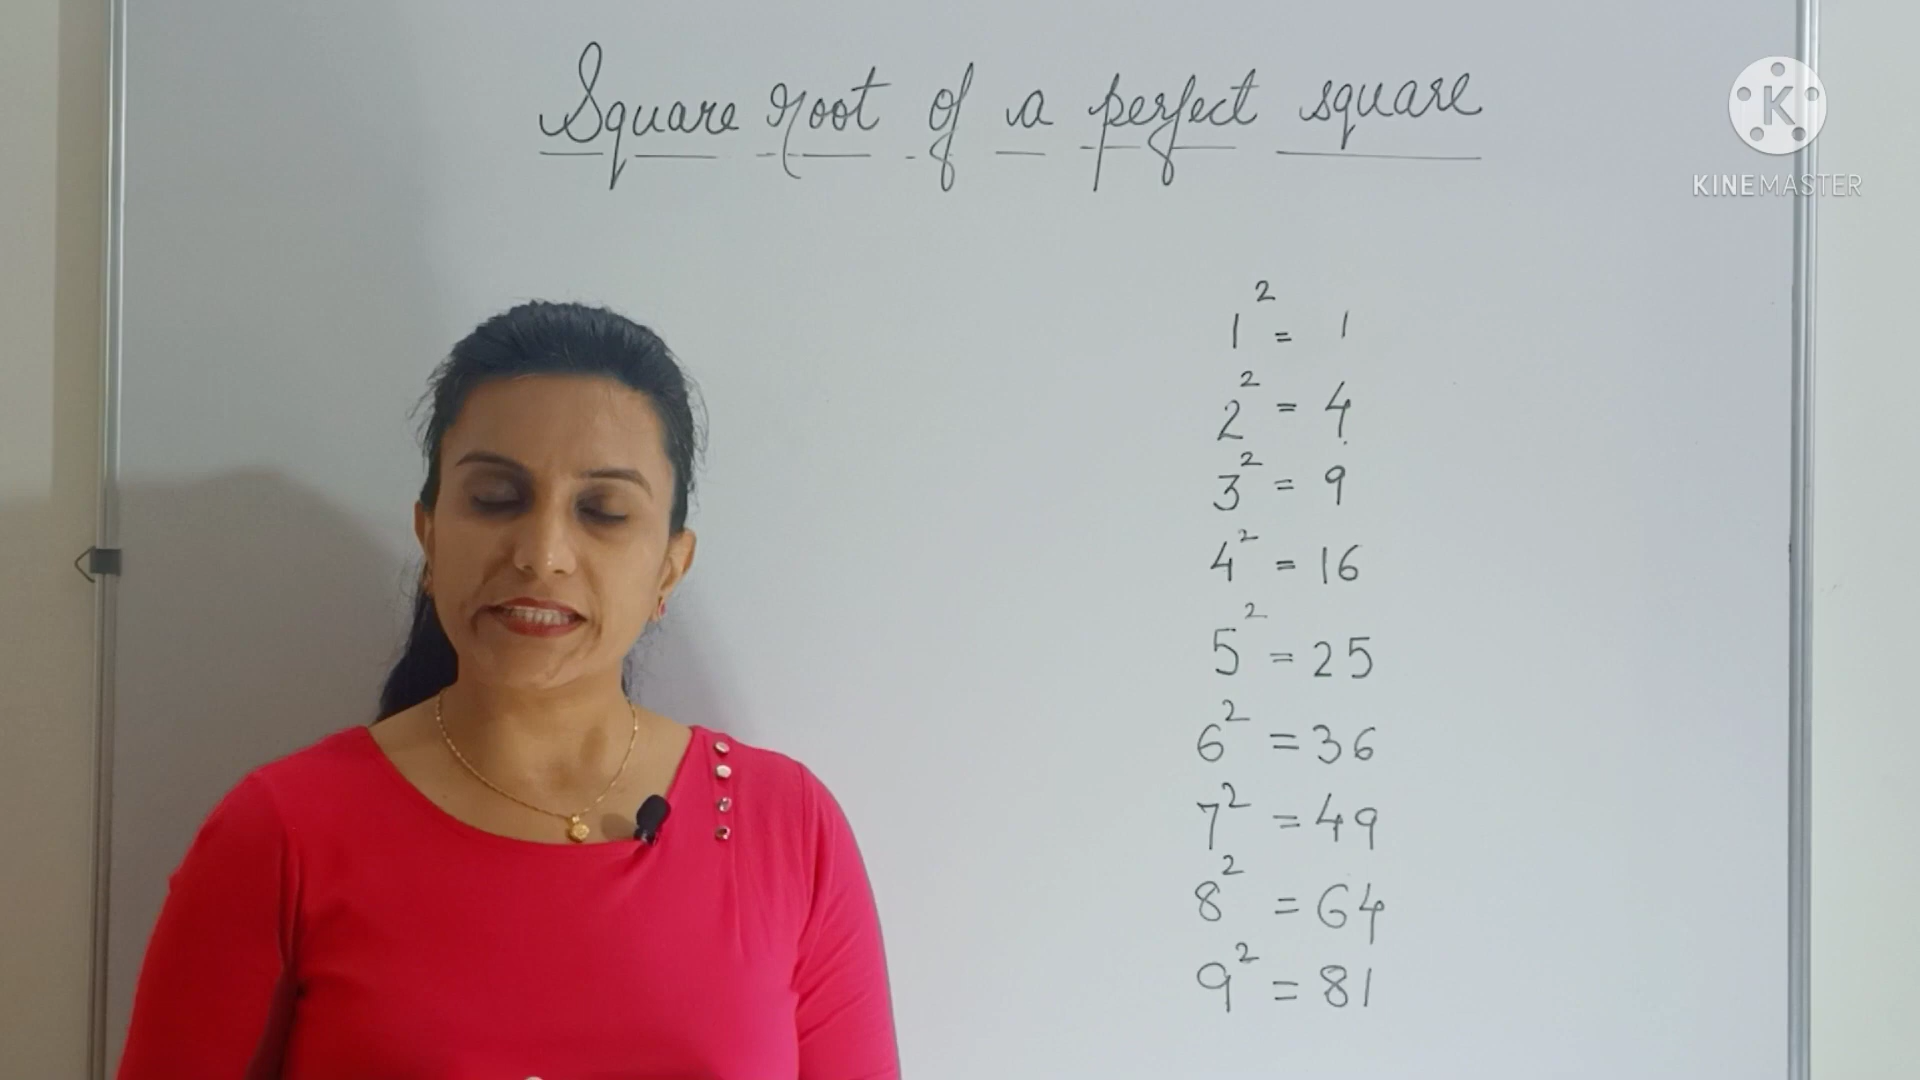 Square root of a perfect square
K
KINEMASTER
1² = 1
2² = 4
3² = 9
4² = 16
5² = 25
6² = 36
7² = 49
8² = 64
9² = 81